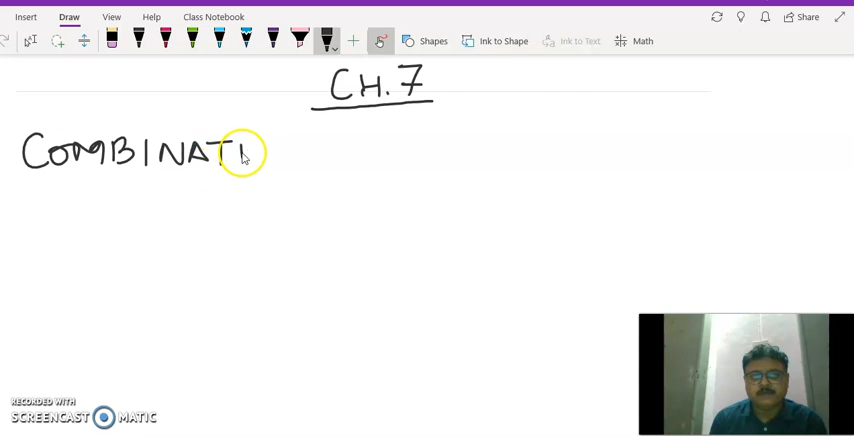 Insert Draw View Help Class Notebook Share
Shapes Ink to Shape Ink to Text Math
CH.7
COMBINATI
RECORDED WITH
SCREENCAST MATIC